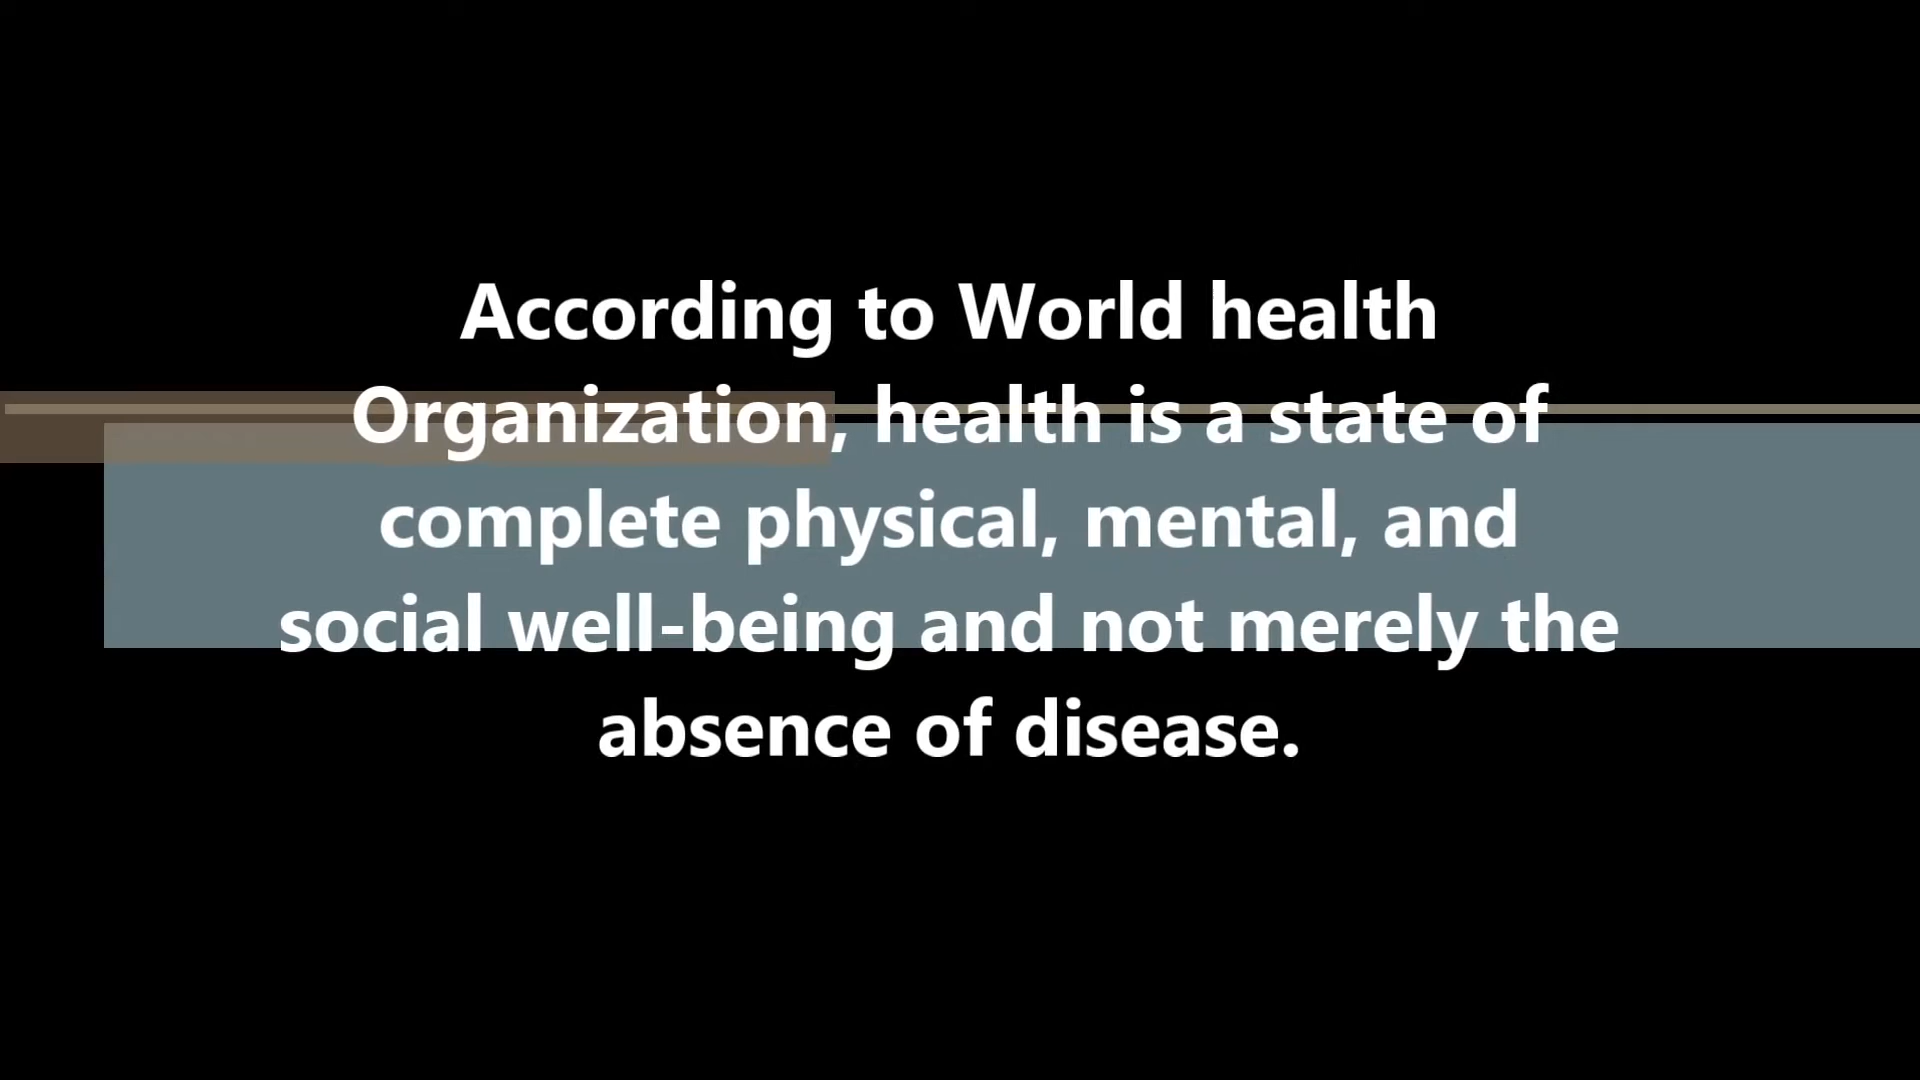 According to World health
Organization, health is a state of
complete physical, mental, and
social well-being and not merely the
absence of disease.